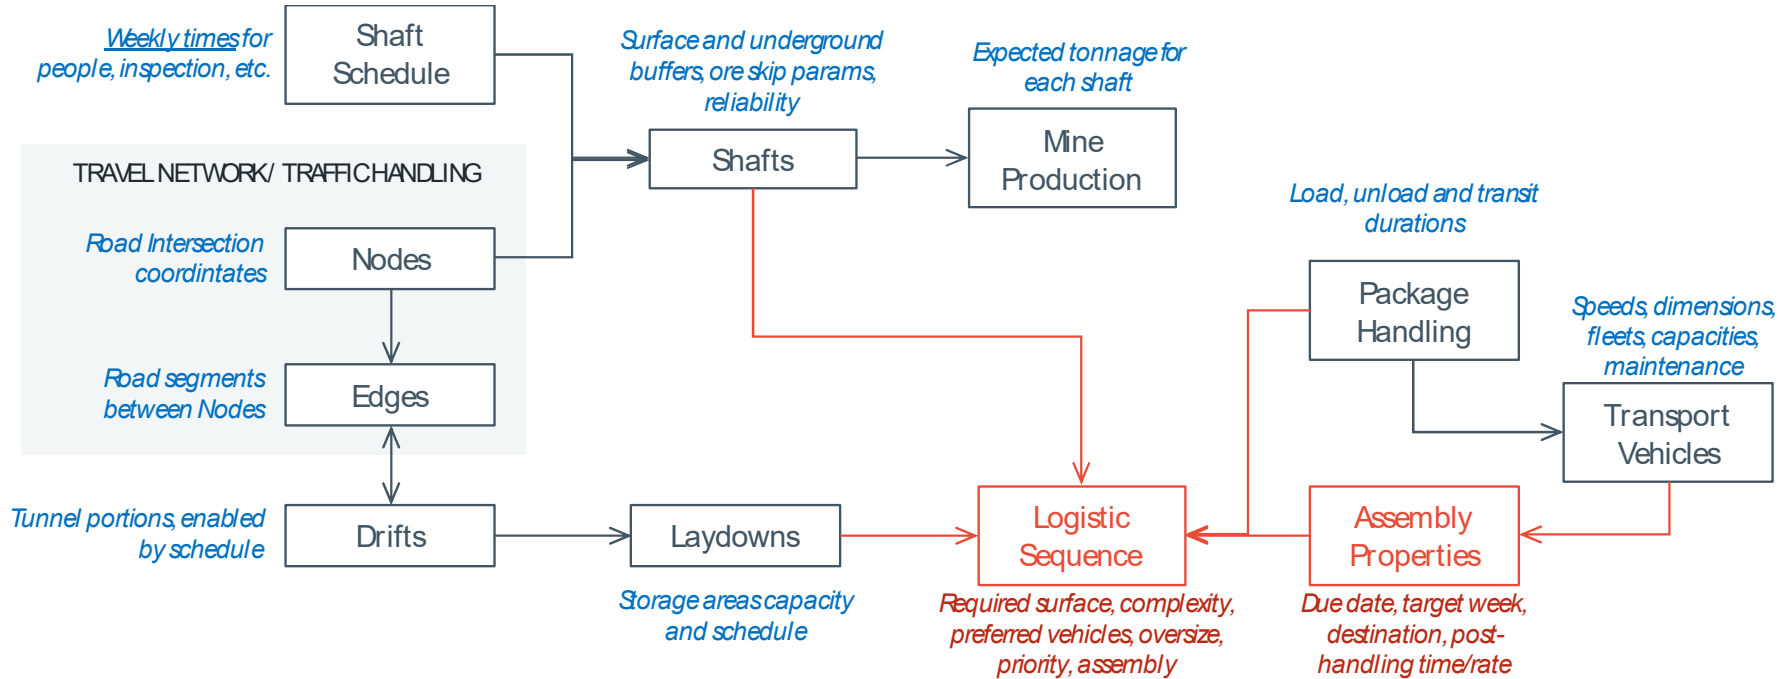 Weekly times for
people, inspection, etc.
Shaft
Schedule
Surface and underground
buffers, ore skip params,
reliability
Expected tonnage for
each shaft
Shafts
Mine
Production
TRAVEL NETWORK / TRAFFIC HANDLING
Road Intersection
coordintates
Nodes
Road segments
between Nodes
Edges
Load, unload and transit
durations
Package
Handling
Speeds, dimensions,
fleets, capacities,
maintenance
Transport
Vehicles
Tunnel portions, enabled
by schedule
Drifts
Laydowns
Storage areas capacity
and schedule
Logistic
Sequence
Required surface, complexity,
preferred vehicles, oversize,
priority, assembly
Assembly
Properties
Due date, target week,
destination, post-
handling time/rate